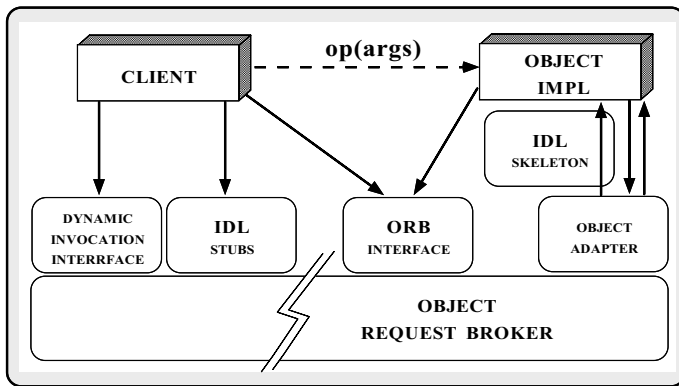 op(args)
CLIENT
OBJECT
IMPL
IDL
SKELETON
DYNAMIC
INVOCATION
INTERRFACE
IDL
STUBS
ORB
INTERFACE
OBJECT
ADAPTER
OBJECT
REQUEST BROKER